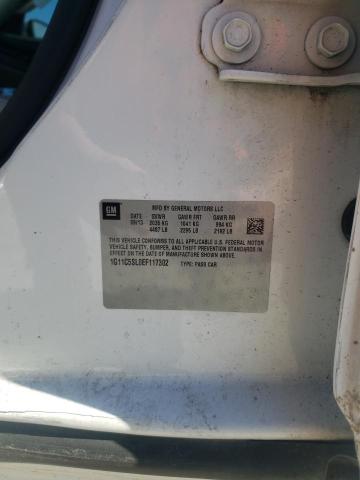 MFD BY GENERAL MOTORS LLC
GM DATE GVWR GAWR FRT GAWR RR
09/13 2035 KG 1041 KG 994 KG
4487 LB 2295 LB 2192 LB
THIS VEHICLE CONFORMS TO ALL APPLICABLE U.S. FEDERAL MOTOR
VEHICLE SAFETY, BUMPER, AND THEFT PREVENTION STANDARDS
IN EFFECT ON THE DATE OF MANUFACTURE SHOWN ABOVE.
1G11C5SL0EF117302 TYPE: PASS CAR